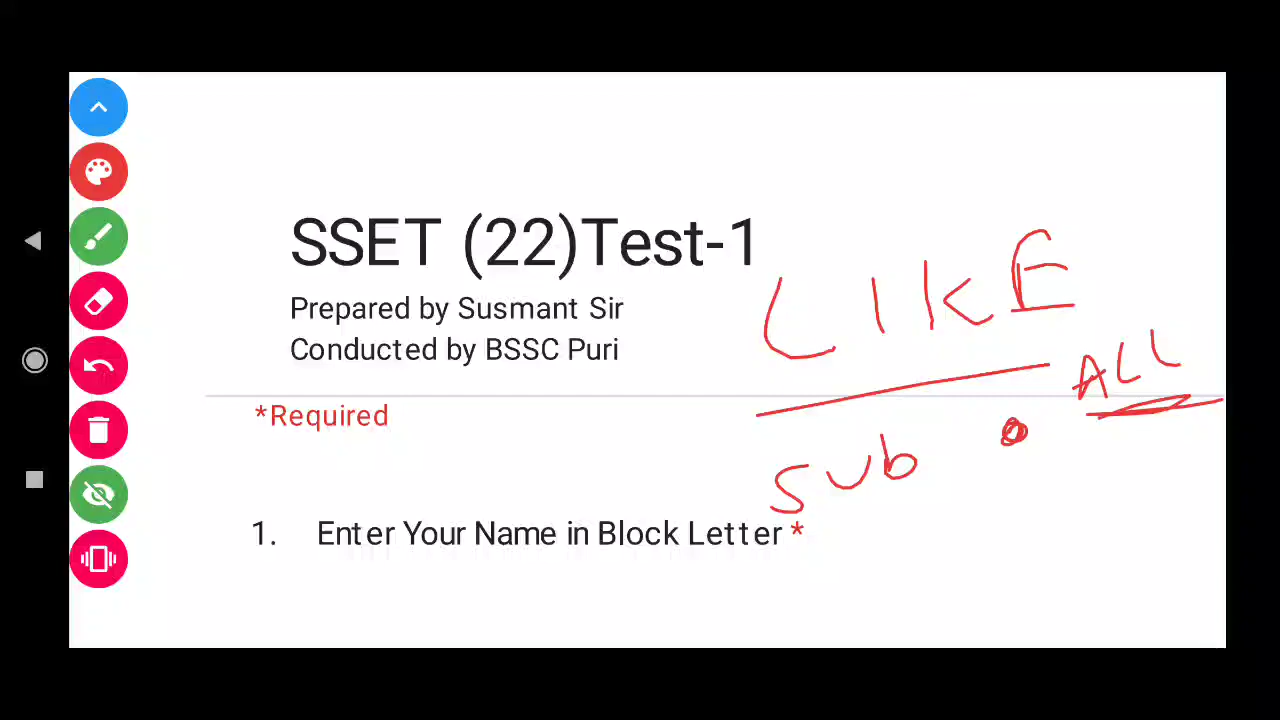 SSET (22)Test-1
Prepared by Susmant Sir
Conducted by BSSC Puri
LIKE
ALL
*Required
Sub
1. Enter Your Name in Block Letter *